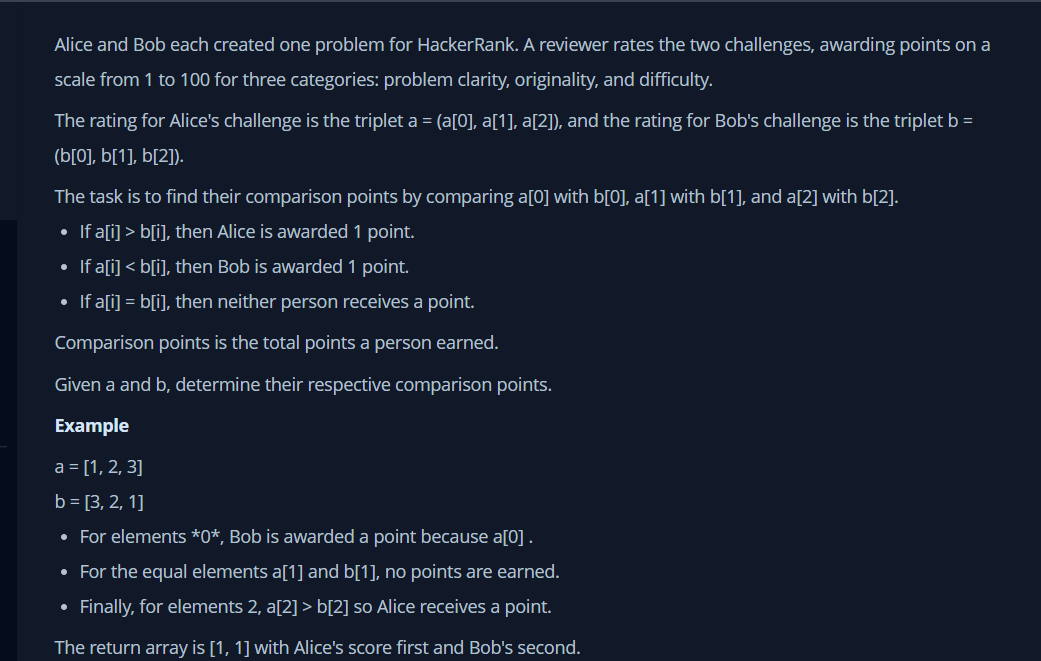 Alice and Bob each created one problem for HackerRank. A reviewer rates the two challenges, awarding points on a
scale from 1 to 100 for three categories: problem clarity, originality, and difficulty.
The rating for Alice's challenge is the triplet a = (a[0], a[1], a[2]), and the rating for Bob's challenge is the triplet b =
(b[0], b[1], b[2]).
The task is to find their comparison points by comparing a[0] with b[0], a[1] with b[1], and a[2] with b[2].
• If a[i] > b[i], then Alice is awarded 1 point.
• If a[i] < b[i], then Bob is awarded 1 point.
• If a[i] = b[i], then neither person receives a point.
Comparison points is the total points a person earned.
Given a and b, determine their respective comparison points.
Example
a = [1, 2, 3]
b = [3, 2, 1]
• For elements *0*, Bob is awarded a point because a[0] .
• For the equal elements a[1] and b[1], no points are earned.
• Finally, for elements 2, a[2] > b[2] so Alice receives a point.
The return array is [1, 1] with Alice's score first and Bob's second.